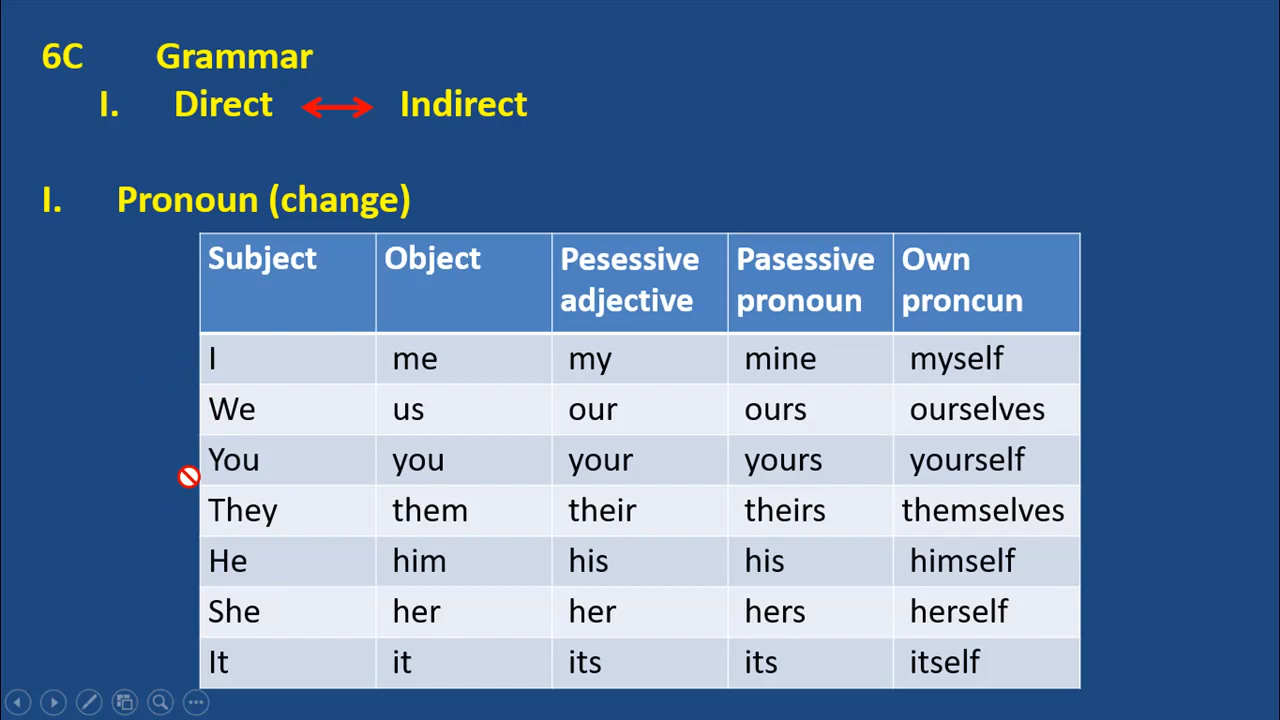 6C Grammar
I. Direct Indirect
I. Pronoun (change)
Subject Object Pesessive adjective Pasessive pronoun Own proncun
I me my mine myself
We us our ours ourselves
You you your yours yourself
They them their theirs themselves
He him his his himself
She her her hers herself
It it its its itself